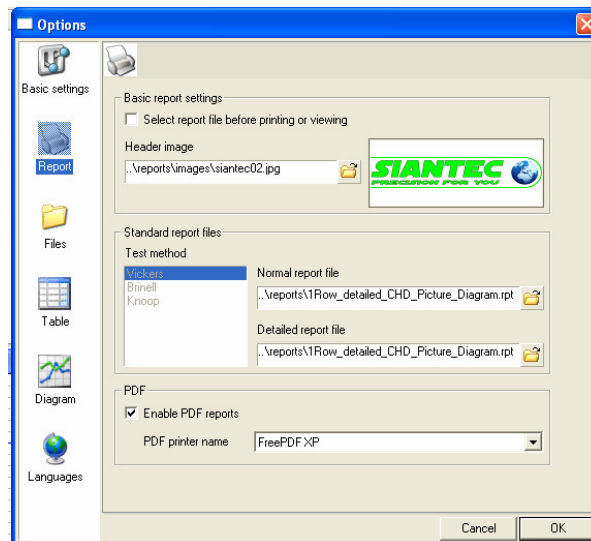 Options
Basic settings
Report
Files
Table
Diagram
Languages
Basic report settings
Select report file before printing or viewing
Header image
..\reports\images\siantec02.jpg
SIANTEC
PRECISION FOR YOU
Standard report files
Test method
Vickers
Brinell
Knoop
Normal report file
..\reports\1Row_detailed_CHD_Picture_Diagram.rpt
Detailed report file
..\reports\1Row_detailed_CHD_Picture_Diagram.rpt
PDF
Enable PDF reports
PDF printer name
FreePDF XP
Cancel
OK